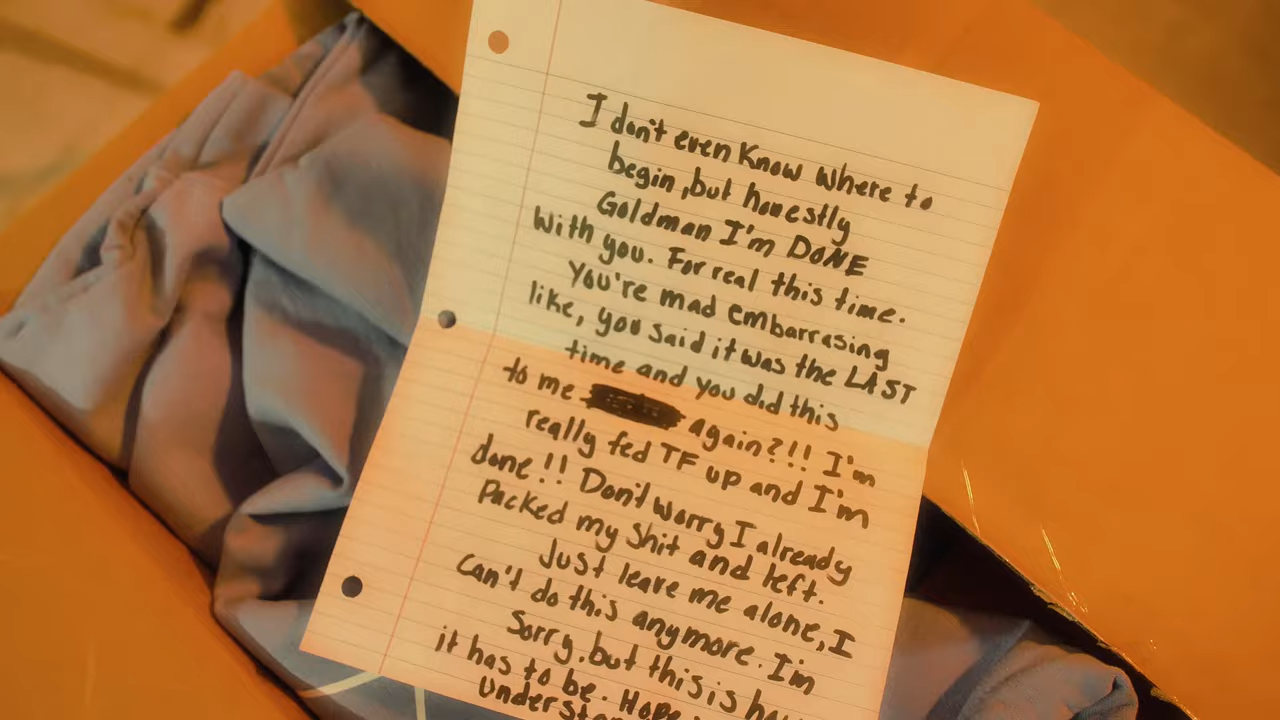 I don't even Know Where to
begin, but honestly
Goldman I'm DONE
With you. For real this time.
You're mad embarrasing
like, you said it was the LAST
time and you did this
to me again?!! I'm
really fed TF up and I'm
done!! Don't worry I already
Packed my Shit and left.
Just leave me alone, I
Can't do this anymore. I'm
Sorry. but this is
it has to be.